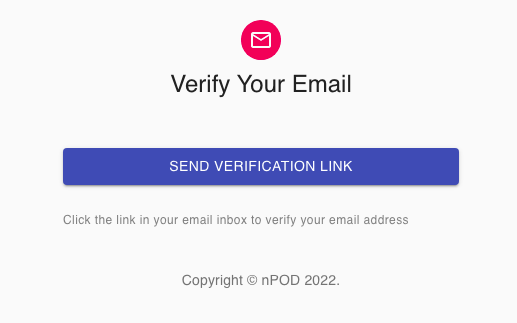 Verify Your Email
SEND VERIFICATION LINK
Click the link in your email inbox to verify your email address
Copyright © nPOD 2022.